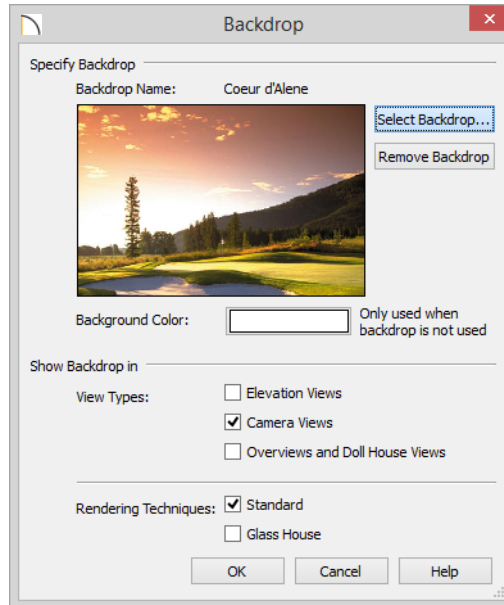 Backdrop
Specify Backdrop
Backdrop Name: Coeur d'Alene
Select Backdrop...
Remove Backdrop
Background Color: Only used when
backdrop is not used
Show Backdrop in
View Types: Elevation Views
Camera Views
Overviews and Doll House Views
Rendering Techniques: Standard
Glass House
OK Cancel Help